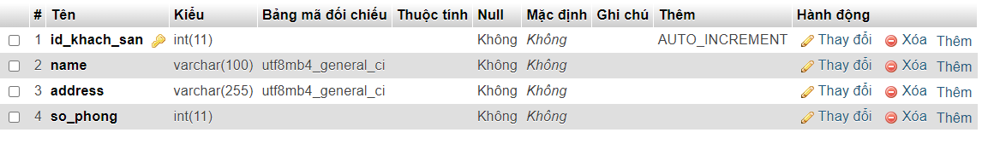 # Tên Kiểu Bảng mã đối chiếu Thuộc tính Null Mặc định Ghi chú Thêm Hành động
1 id_khach_san int(11) Không Không AUTO_INCREMENT Thay đổi Xóa Thêm
2 name varchar(100) utf8mb4_general_ci Không Không Thay đổi Xóa Thêm
3 address varchar(255) utf8mb4_general_ci Không Không Thay đổi Xóa Thêm
4 so_phong int(11) Không Không Thay đổi Xóa Thêm